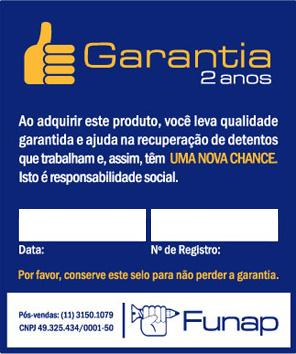 Garantia
2 anos
Ao adquirir este produto, você leva qualidade
garantida e ajuda na recuperação de detentos
que trabalham e, assim, têm UMA NOVA CHANCE.
Isto é responsabilidade social.
Data:
Nº de Registro:
Por favor, conserve este selo para não perder a garantia.
Pós-vendas: (11) 3150.1079
CNPJ 49.325.434/0001-50
Funap